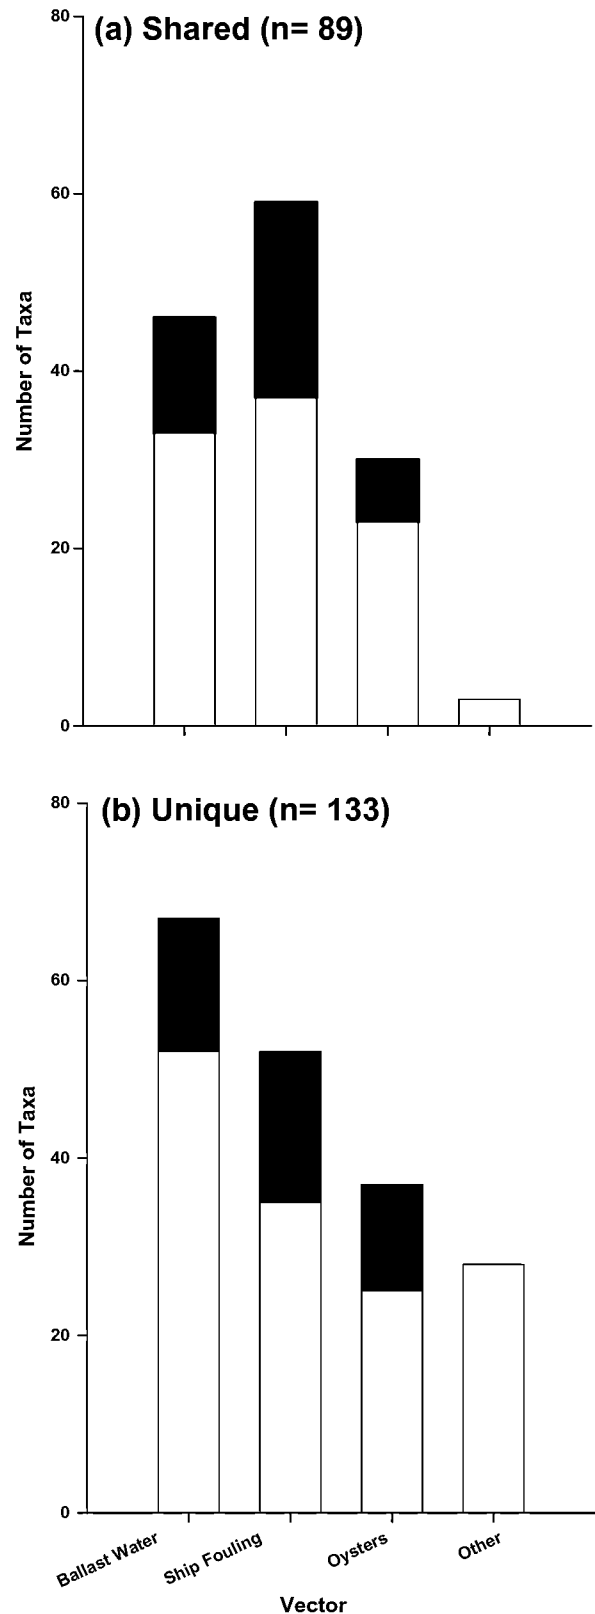 80
(a) Shared (n= 89)
60
40
20
0
Number of Taxa
80
(b) Unique (n= 133)
60
40
20
0
Number of Taxa
Ballast Water
Ship Fouling
Oysters
Other
Vector